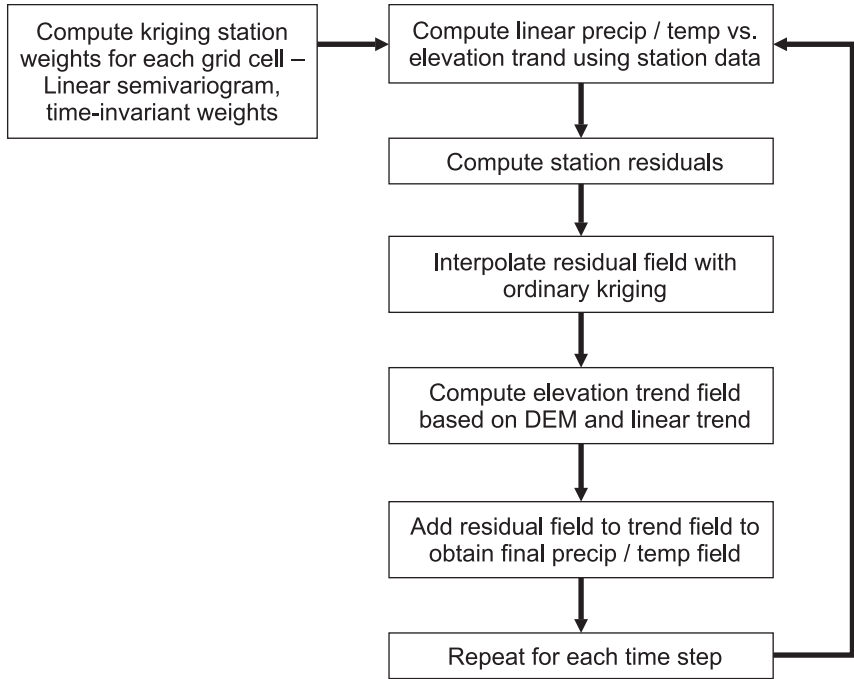 Compute kriging station
weights for each grid cell –
Linear semivariogram,
time-invariant weights
Compute linear precip / temp vs.
elevation trand using station data
Compute station residuals
Interpolate residual field with
ordinary kriging
Compute elevation trend field
based on DEM and linear trend
Add residual field to trend field to
obtain final precip / temp field
Repeat for each time step